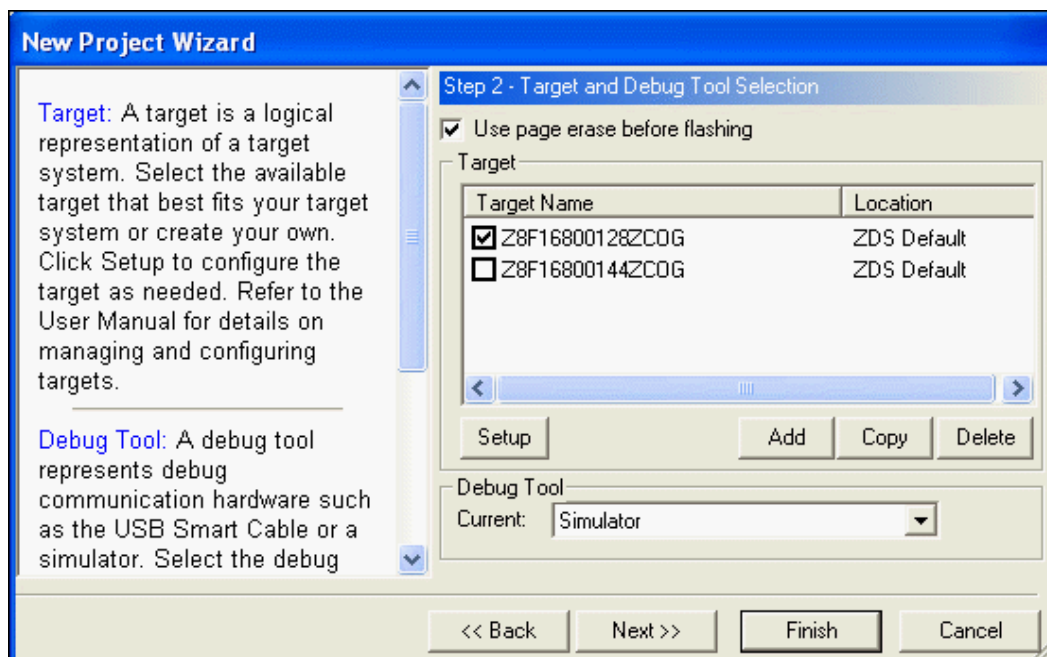 New Project Wizard
Target: A target is a logical
representation of a target
system. Select the available
target that best fits your target
system or create your own.
Click Setup to configure the
target as needed. Refer to the
User Manual for details on
managing and configuring
targets.
Debug Tool: A debug tool
represents debug
communication hardware such
as the USB Smart Cable or a
simulator. Select the debug
Step 2 - Target and Debug Tool Selection
Use page erase before flashing
Target
Target Name Location
Z8F16800128ZCOG ZDS Default
Z8F16800144ZCOG ZDS Default
Setup Add Copy Delete
Debug Tool
Current: Simulator
<< Back Next >> Finish Cancel